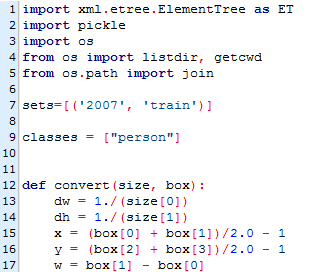 1 import xml.etree.ElementTree as ET
2 import pickle
3 import os
4 from os import listdir, getcwd
5 from os.path import join
6
7 sets=[('2007', 'train')]
8
9 classes = ["person"]
10
11
12 def convert(size, box):
13     dw = 1./(size[0])
14     dh = 1./(size[1])
15     x = (box[0] + box[1])/2.0 - 1
16     y = (box[2] + box[3])/2.0 - 1
17     w = box[1] - box[0]